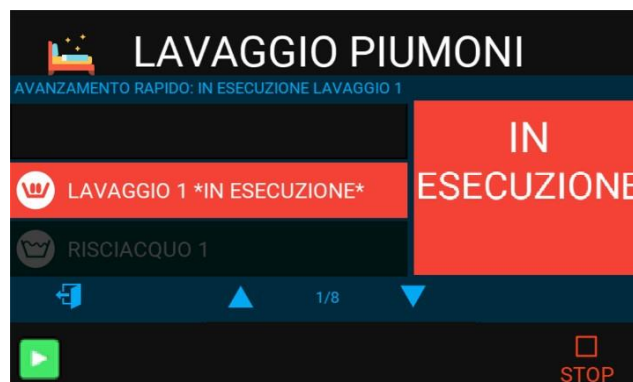 LAVAGGIO PIUMONI
AVANZAMENTO RAPIDO: IN ESECUZIONE LAVAGGIO 1
IN
ESECUZIONE
LAVAGGIO 1 *IN ESECUZIONE*
RISCIACQUO 1
1/8
STOP